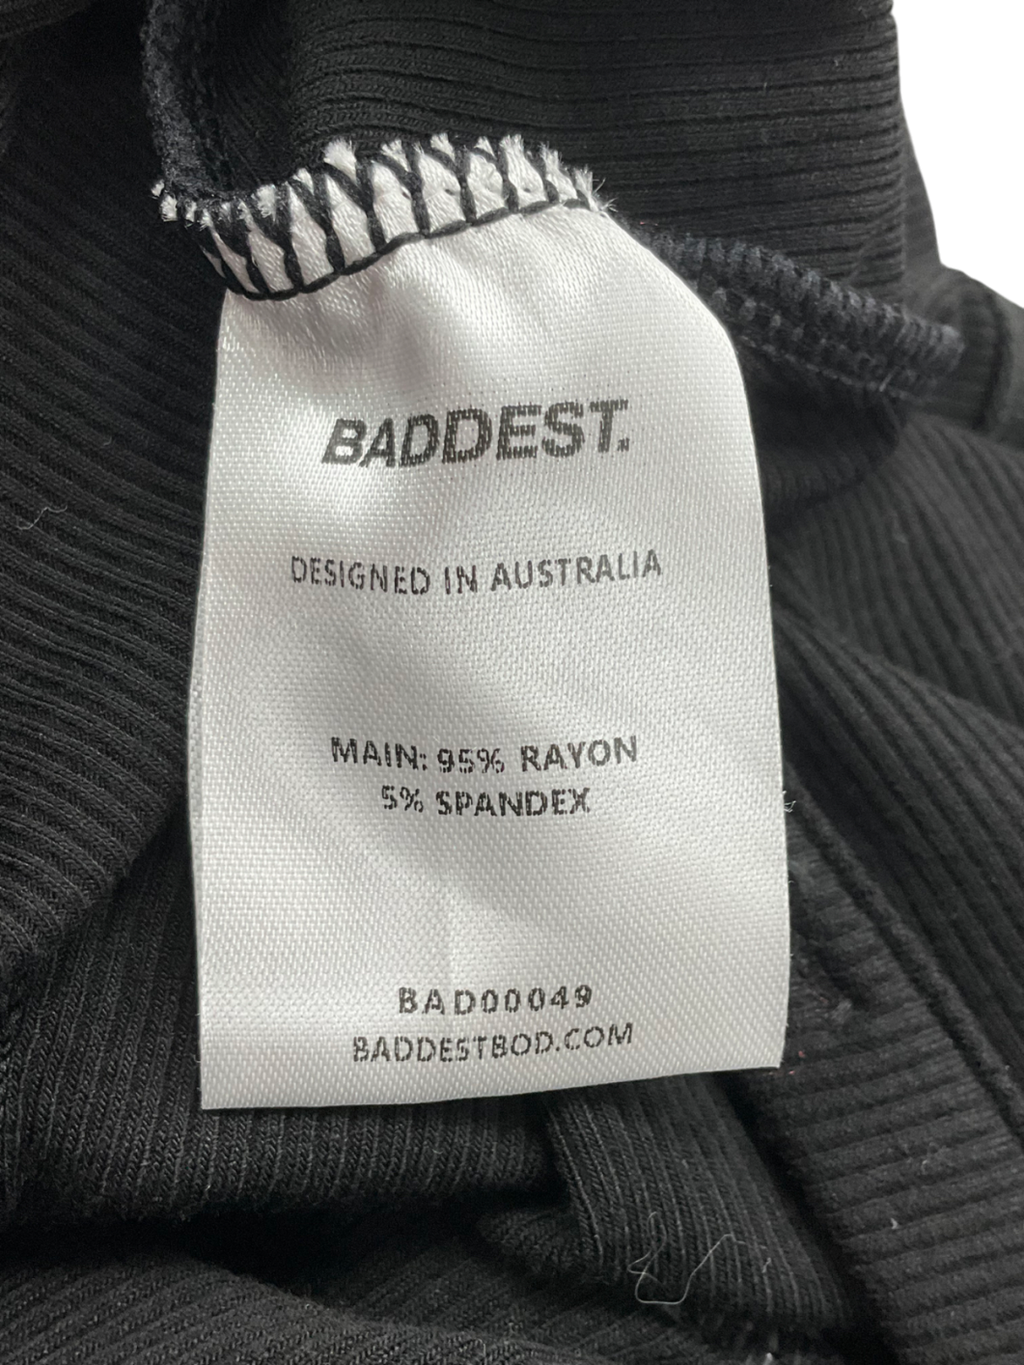 BADDEST.
DESIGNED IN AUSTRALIA
MAIN: 95% RAYON
5% SPANDEX
BAD00049
BADDESTBOD.COM